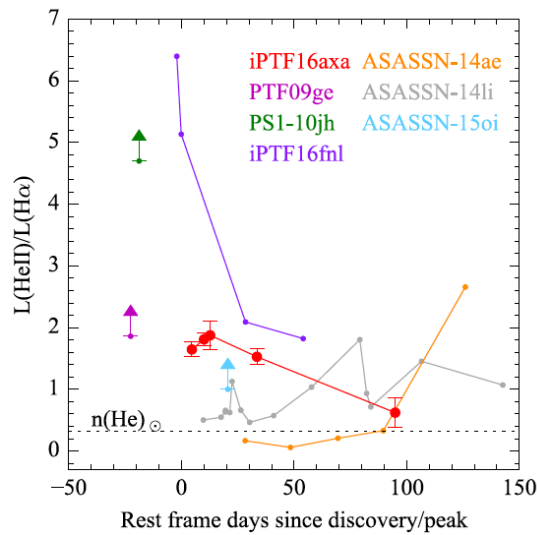 7
6
5
4
3
2
1
0
L(HeII)/L(Hα)
iPTF16axa ASASSN-14ae
PTF09ge ASASSN-14li
PS1-10jh ASASSN-15oi
iPTF16fnl
n(He)⊙
−50 0 50 100 150
Rest frame days since discovery/peak